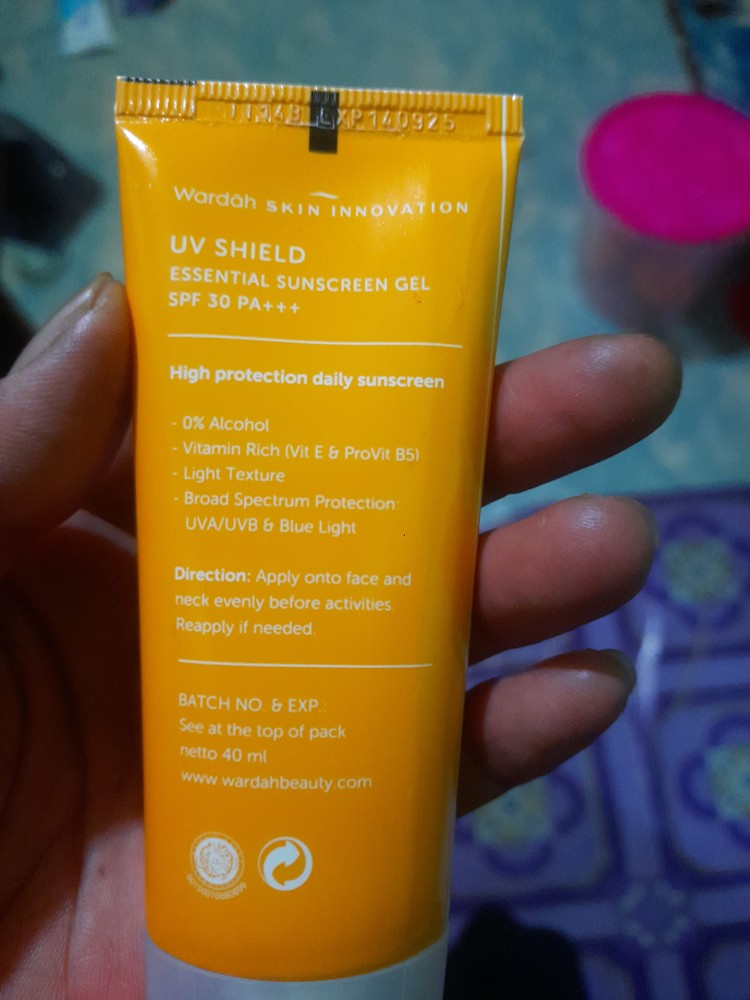 EXP140925
Wardah SKIN INNOVATION
UV SHIELD
ESSENTIAL SUNSCREEN GEL
SPF 30 PA+++
High protection daily sunscreen
- 0% Alcohol
- Vitamin Rich (Vit E & ProVit B5)
- Light Texture
- Broad Spectrum Protection:
UVA/UVB & Blue Light
Direction: Apply onto face and
neck evenly before activities.
Reapply if needed.
BATCH NO. & EXP.:
See at the top of pack
netto 40 ml
www.wardahbeauty.com